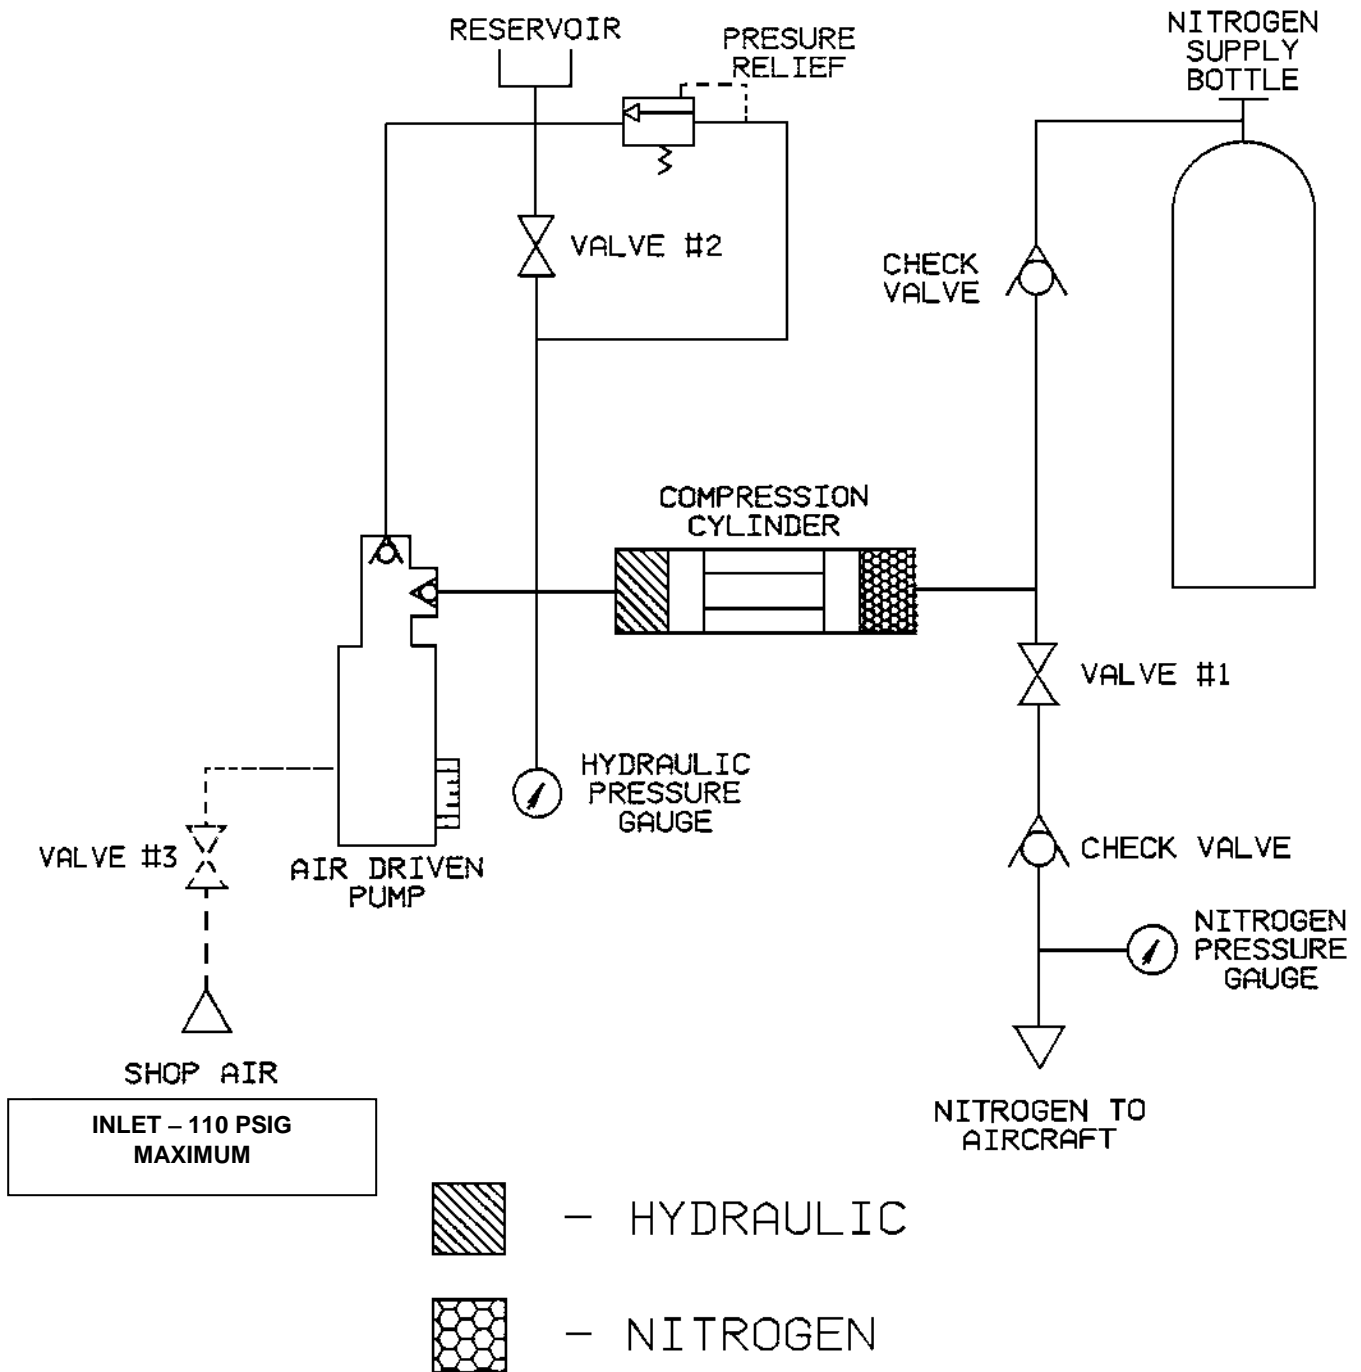 RESERVOIR
PRESURE
RELIEF
NITROGEN
SUPPLY
BOTTLE
VALVE #2
CHECK
VALVE
COMPRESSION
CYLINDER
VALVE #1
HYDRAULIC
PRESSURE
GAUGE
VALVE #3
AIR DRIVEN
PUMP
CHECK VALVE
NITROGEN
PRESSURE
GAUGE
SHOP AIR
INLET – 110 PSIG
MAXIMUM
NITROGEN TO
AIRCRAFT
- HYDRAULIC
- NITROGEN